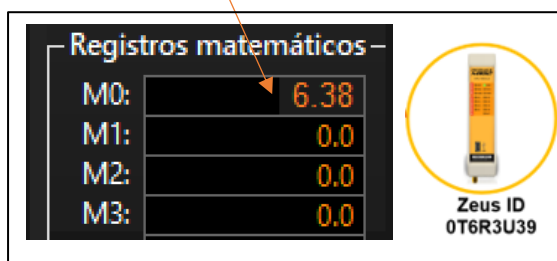 Registros matemáticos
M0: 6.38
M1: 0.0
M2: 0.0
M3: 0.0
Zeus ID
0T6R3U39